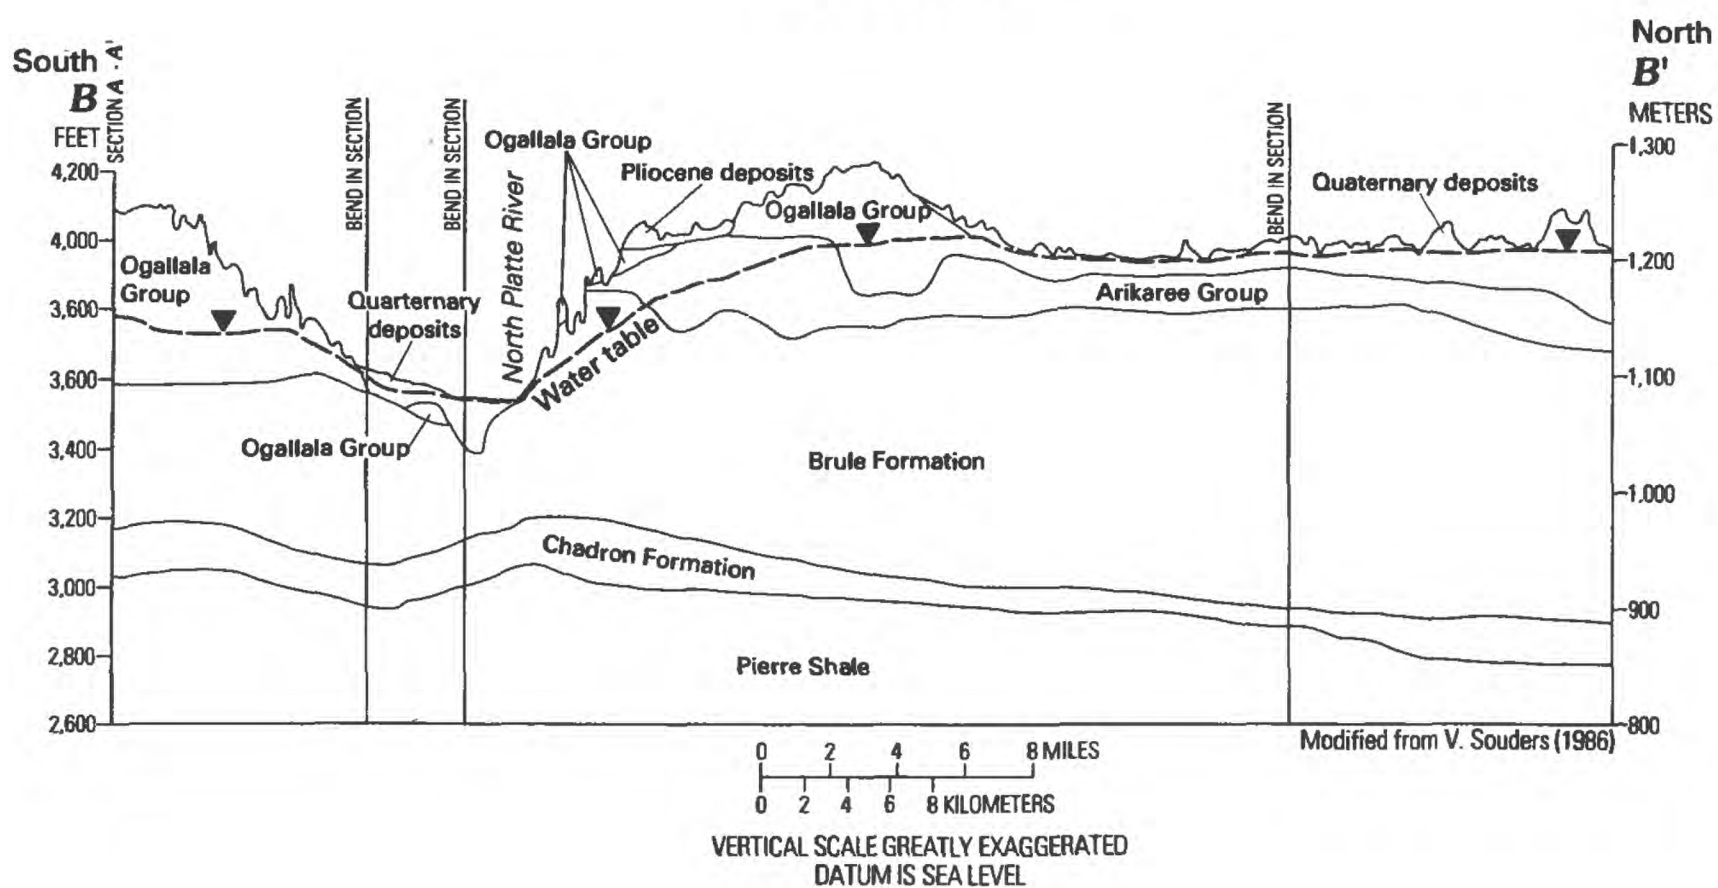 South
B
FEET
SECTION A - A'
BEND IN SECTION
BEND IN SECTION
BEND IN SECTION
North
B'
METERS
4,200
4,000
3,800
3,600
3,400
3,200
3,000
2,800
2,600
1,300
1,200
1,100
1,000
900
800
Ogallala Group
Pliocene deposits
Ogallala Group
Quaternary deposits
North Platte River
Ogallala
Group
Quarternary
deposits
Water table
Arikaree Group
Ogallala Group
Brule Formation
Chadron Formation
Pierre Shale
Modified from V. Souders (1986)
0 2 4 6 8 MILES
0 2 4 6 8 KILOMETERS
VERTICAL SCALE GREATLY EXAGGERATED
DATUM IS SEA LEVEL